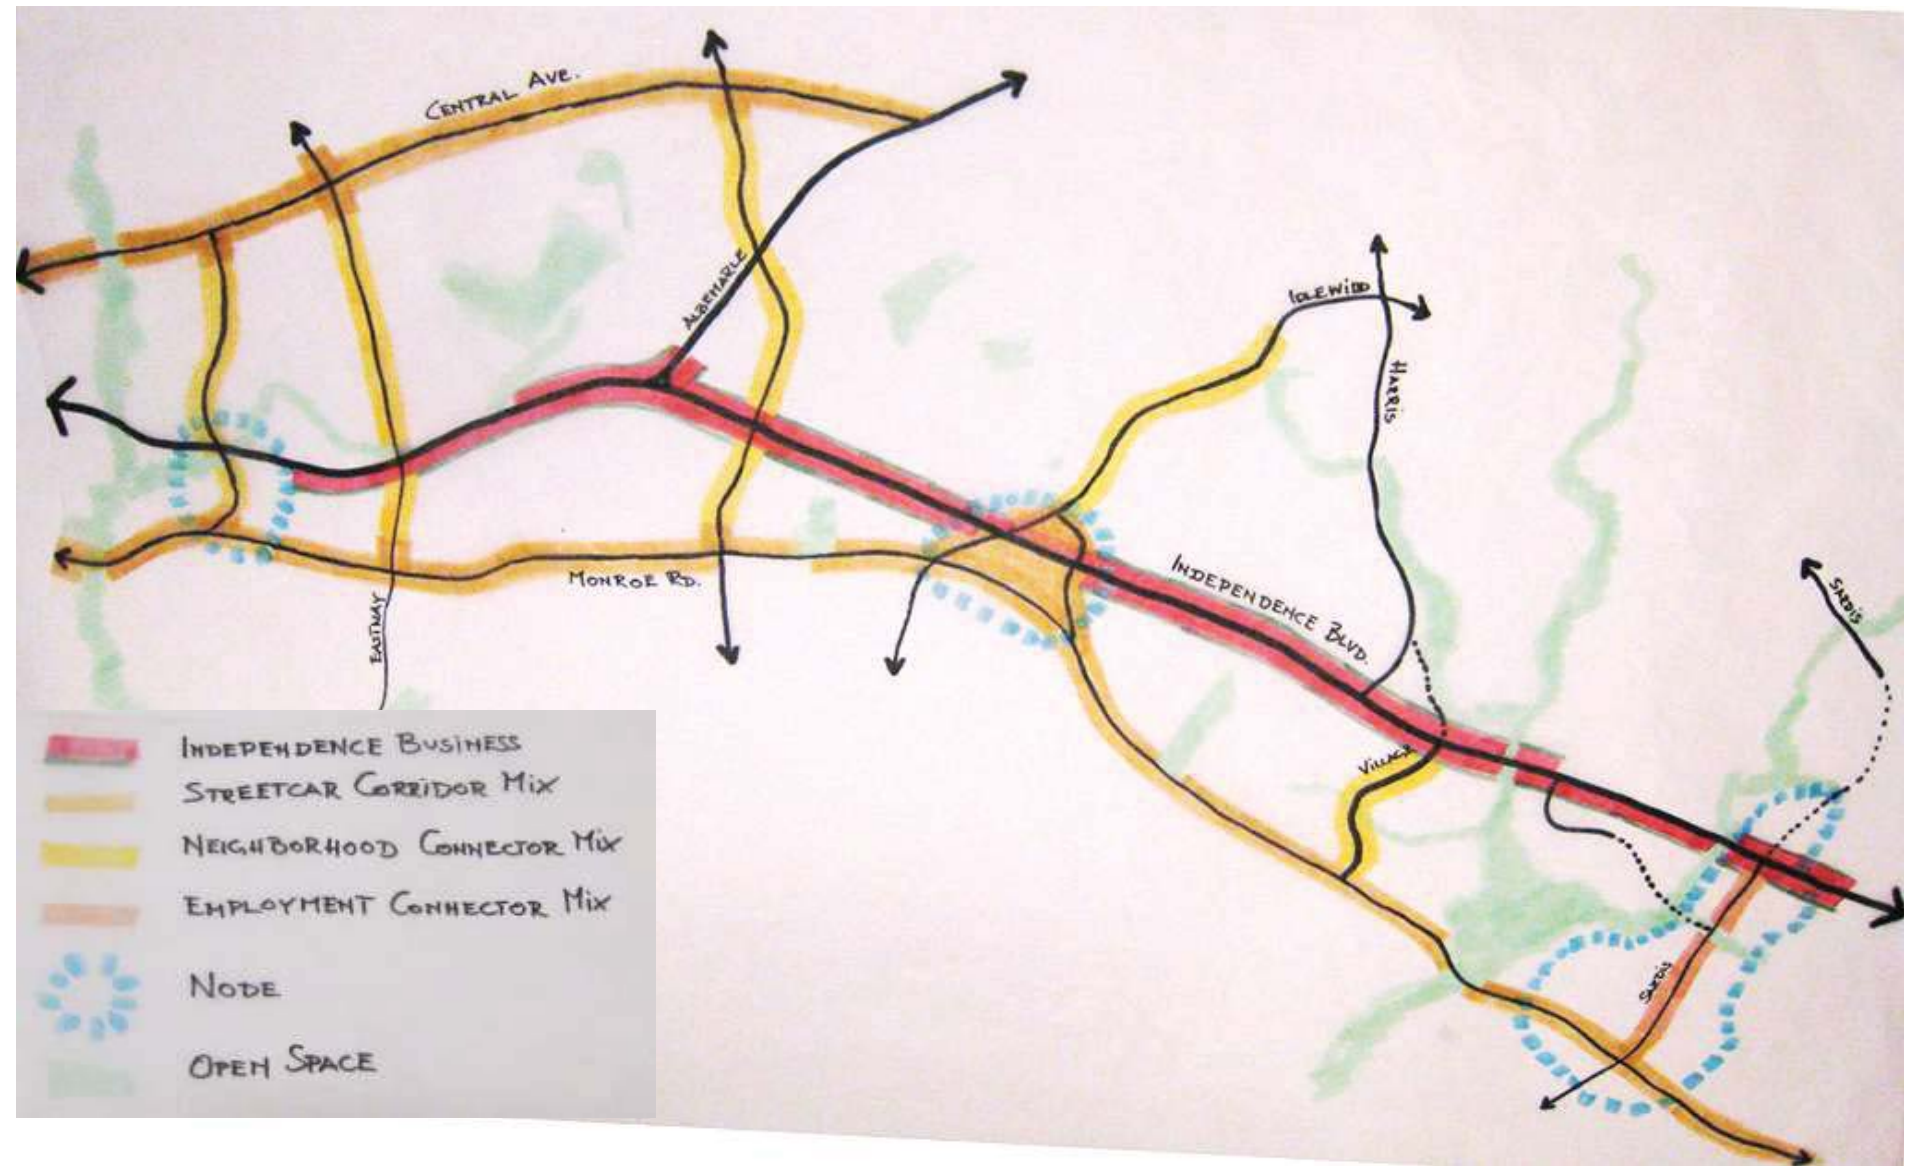 CENTRAL AVE.
ALBEMARLE
IDLEWILD
HARRIS
INDEPENDENCE BLVD.
MONROE RD.
EASTWAY
SARDIS
VILLAGE
SARDIS
INDEPENDENCE BUSINESS
STREETCAR CORRIDOR MIX
NEIGHBORHOOD CONNECTOR MIX
EMPLOYMENT CONNECTOR MIX
NODE
OPEN SPACE